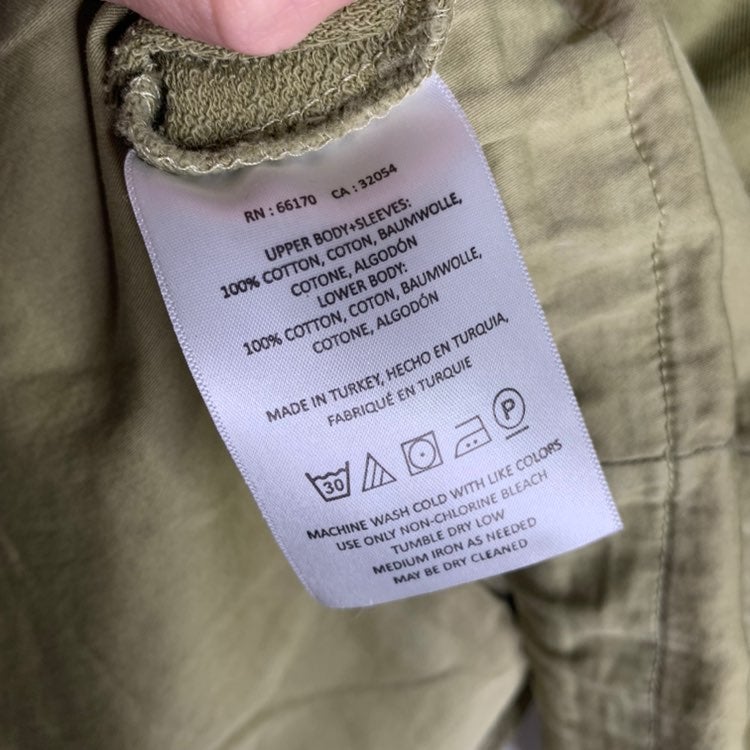 RN : 66170 CA : 32054
UPPER BODY+SLEEVES:
100% COTTON, COTON, BAUMWOLLE,
COTONE, ALGODÓN
LOWER BODY:
100% COTTON, COTON, BAUMWOLLE,
COTONE, ALGODÓN
MADE IN TURKEY, HECHO EN TURQUIA,
FABRIQUÉ EN TURQUIE
30 P
MACHINE WASH COLD WITH LIKE COLORS
USE ONLY NON-CHLORINE BLEACH
TUMBLE DRY LOW
MEDIUM IRON AS NEEDED
MAY BE DRY CLEANED